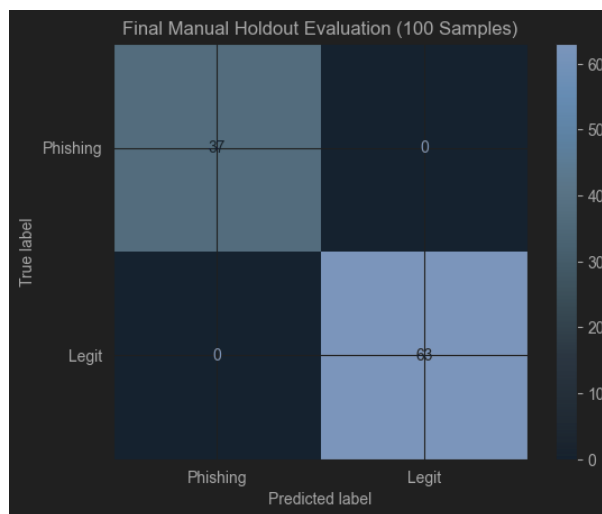 Final Manual Holdout Evaluation (100 Samples)
60
50
40
30
20
10
0
Phishing
37
0
True label
Legit
0
63
Phishing
Legit
Predicted label